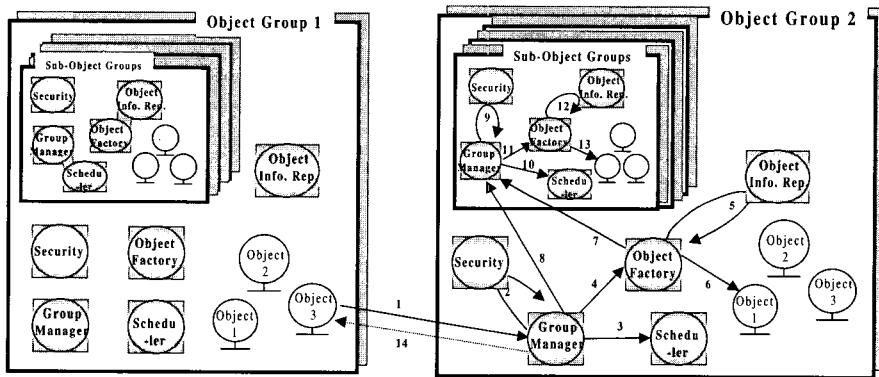 Object Group 1
Sub-Object Groups
Security
Object
Info. Rep.
Group
Manager
Object
Factory
Schedu-
-ler
Object
Info. Rep.
Security
Object
Factory
Object
2
Group
Manager
Schedu-
-ler
Object
1
Object
3
1
14
Object Group 2
Sub-Object Groups
Security
Object
Info. Rep.
9
12
Object
Factory
Group
Manager
11
13
10
Schedu-
-ler
Object
Info. Rep.
5
7
8
Security
2
4
Object
Factory
6
Object
2
Object
1
Object
3
Group
Manager
3
Schedu-
-ler